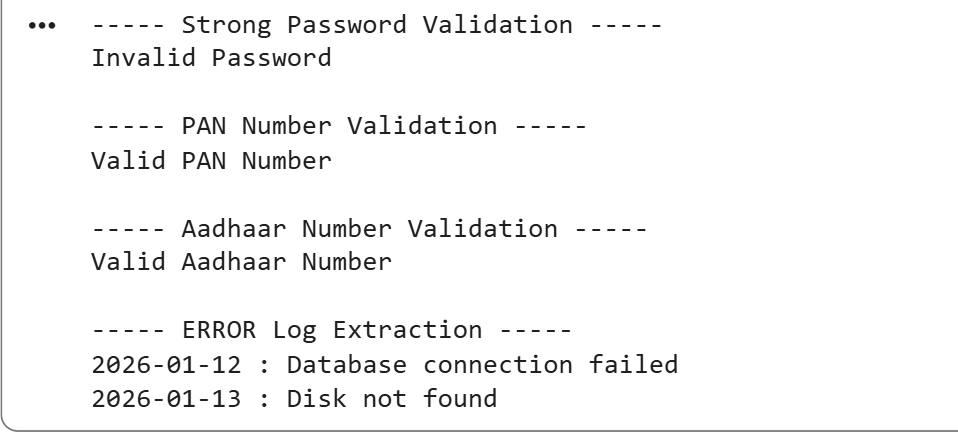 ----- Strong Password Validation -----
Invalid Password

----- PAN Number Validation -----
Valid PAN Number

----- Aadhaar Number Validation -----
Valid Aadhaar Number

----- ERROR Log Extraction -----
2026-01-12 : Database connection failed
2026-01-13 : Disk not found